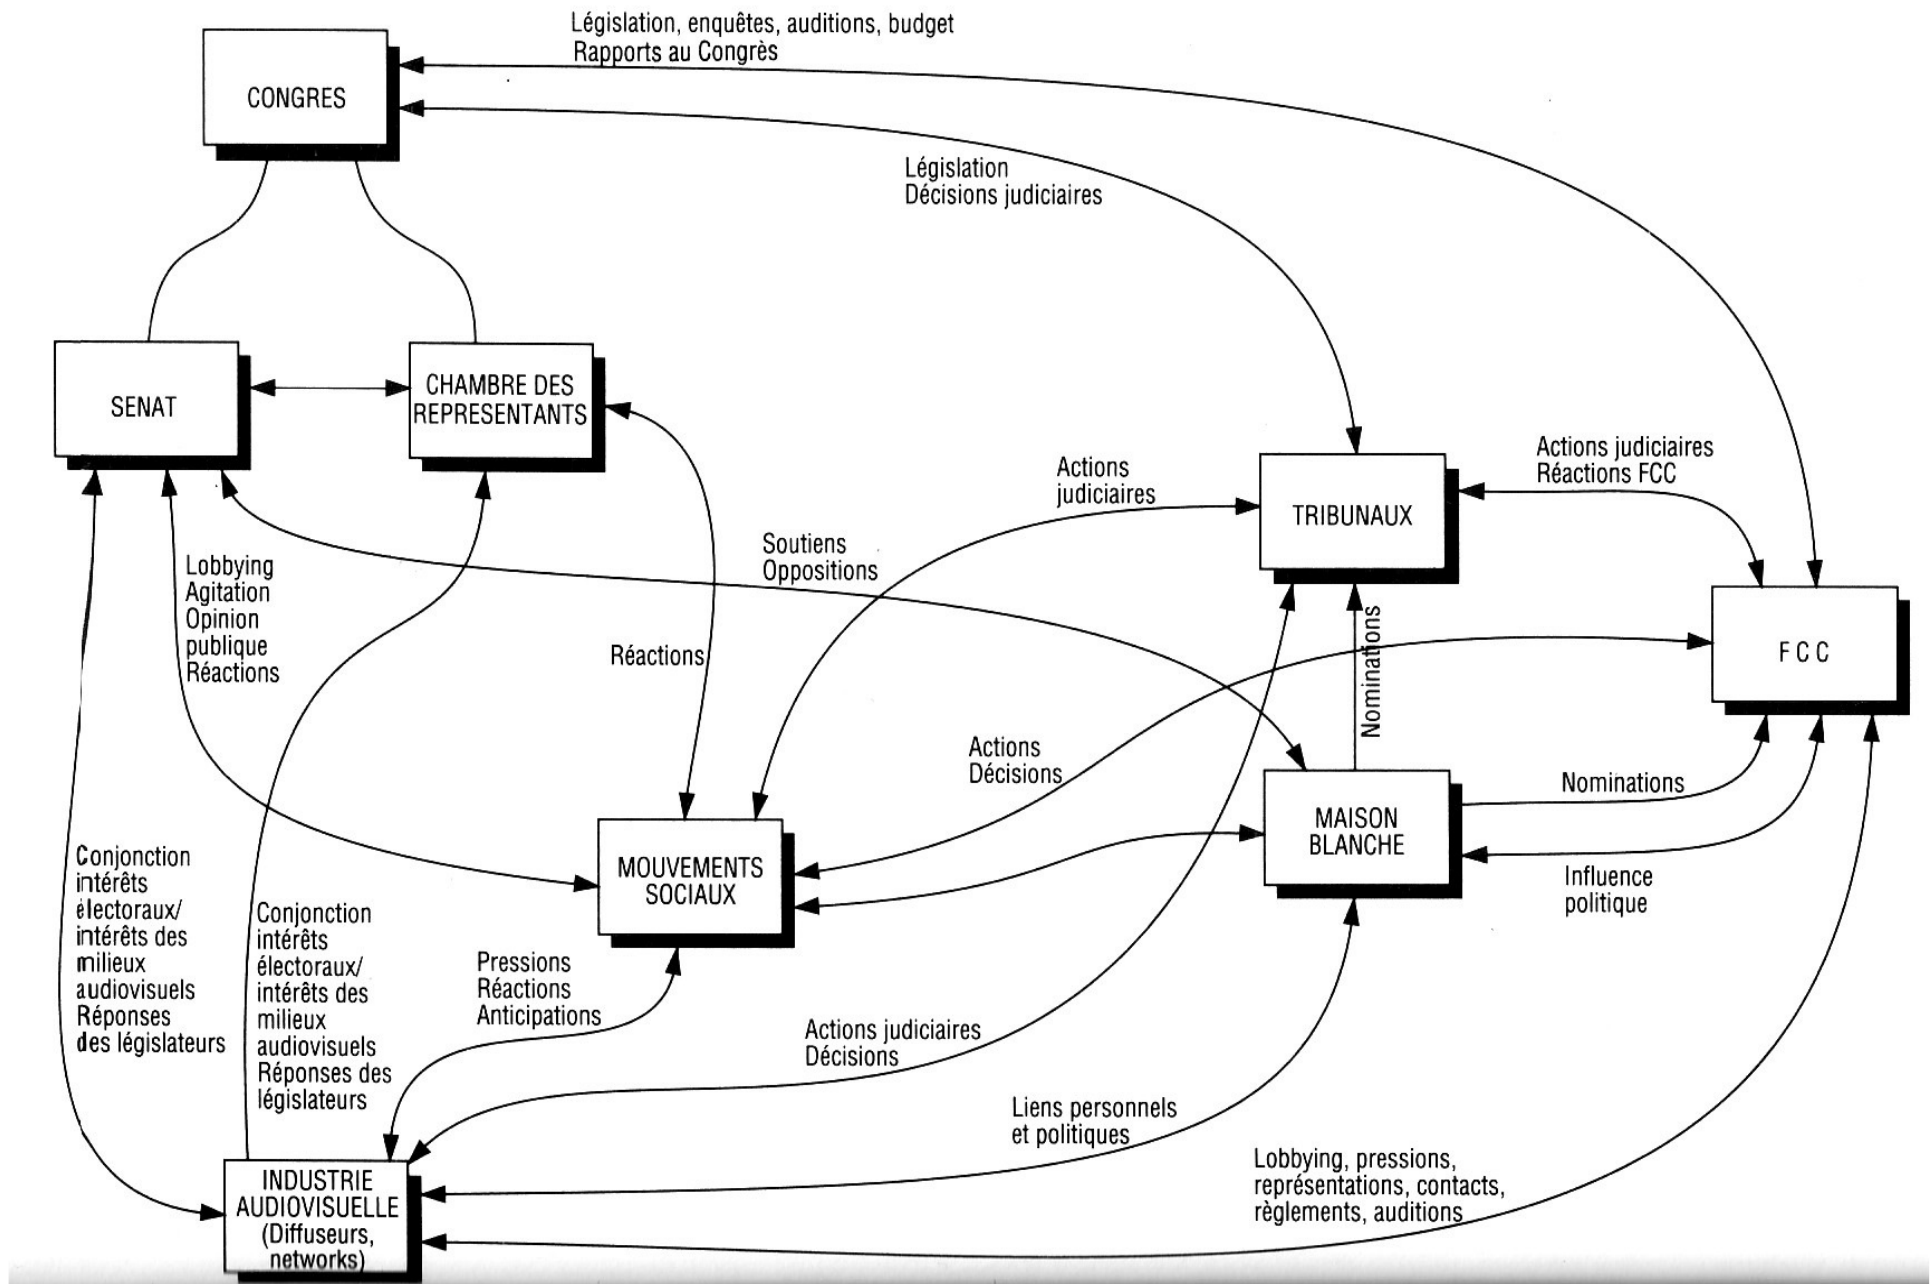 Législation, enquêtes, auditions, budget
Rapports au Congrès
CONGRES
Législation
Décisions judiciaires
SENAT
CHAMBRE DES
REPRESENTANTS
Actions
judiciaires
Actions judiciaires
Réactions FCC
TRIBUNAUX
Soutiens
Oppositions
Lobbying
Agitation
Opinion
publique
Réactions
Réactions
Nominations
F C C
Actions
Décisions
Nominations
MAISON
BLANCHE
MOUVEMENTS
SOCIAUX
Influence
politique
Conjonction
intérêts
électoraux/
intérêts des
milieux
audiovisuels
Réponses
des législateurs
Conjonction
intérêts
électoraux/
intérêts des
milieux
audiovisuels
Réponses des
législateurs
Pressions
Réactions
Anticipations
Actions judiciaires
Décisions
Liens personnels
et politiques
Lobbying, pressions,
représentations, contacts,
règlements, auditions
INDUSTRIE
AUDIOVISUELLE
(Diffuseurs,
networks)